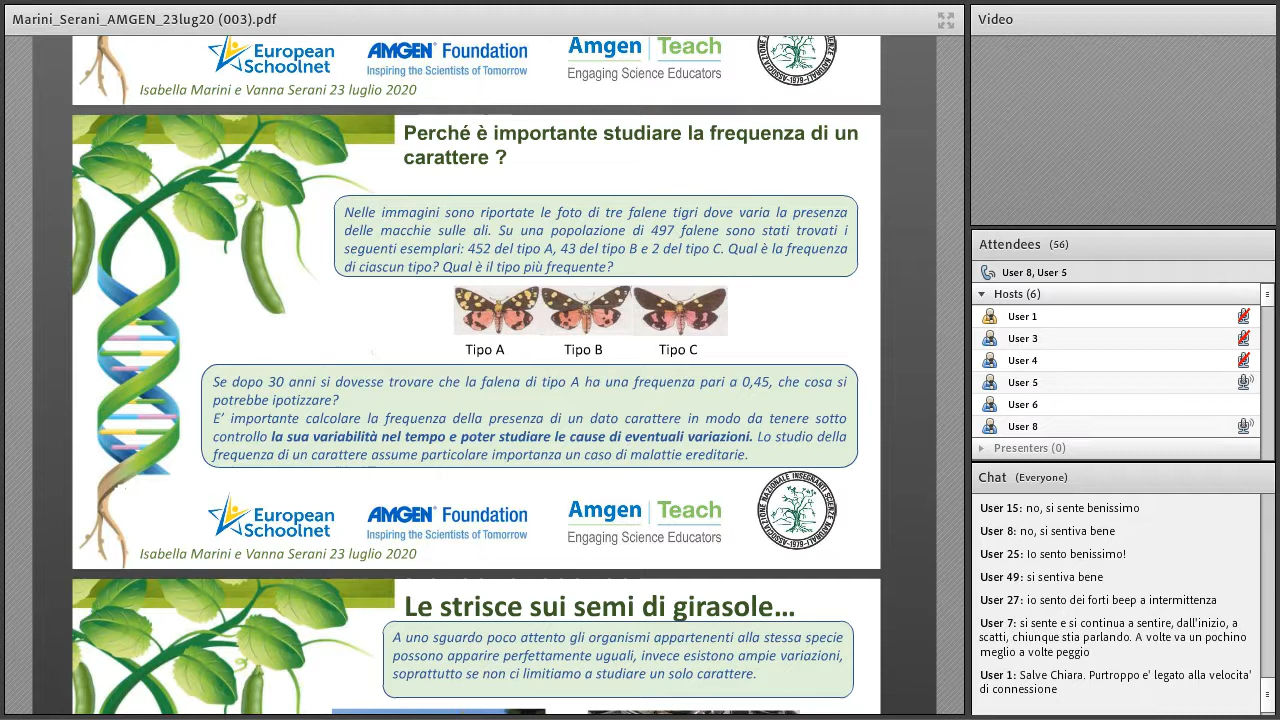 Marini_Serani_AMGEN_23lug20 (003).pdf
European
Schoolnet
AMGEN Foundation
Inspiring the Scientists of Tomorrow
Amgen Teach
Engaging Science Educators
Isabella Marini e Vanna Serani 23 luglio 2020
Perché è importante studiare la frequenza di un
carattere ?
Nelle immagini sono riportate le foto di tre falene tigri dove varia la presenza
delle macchie sulle ali. Su una popolazione di 497 falene sono stati trovati i
seguenti esemplari: 452 del tipo A, 43 del tipo B e 2 del tipo C. Qual è la frequenza
di ciascun tipo? Qual è il tipo più frequente?
Tipo A
Tipo B
Tipo C
Se dopo 30 anni si dovesse trovare che la falena di tipo A ha una frequenza pari a 0,45, che cosa si
potrebbe ipotizzare?
E’ importante calcolare la frequenza della presenza di un dato carattere in modo da tenere sotto
controllo la sua variabilità nel tempo e poter studiare le cause di eventuali variazioni. Lo studio della
frequenza di un carattere assume particolare importanza un caso di malattie ereditarie.
European
Schoolnet
AMGEN Foundation
Inspiring the Scientists of Tomorrow
Amgen Teach
Engaging Science Educators
ASSOCIAZIONE NAZIONALE INSEGNANTI SCIENZE NATURALI
-1979-
Isabella Marini e Vanna Serani 23 luglio 2020
Le strisce sui semi di girasole...
A uno sguardo poco attento gli organismi appartenenti alla stessa specie
possono apparire perfettamente uguali, invece esistono ampie variazioni,
soprattutto se non ci limitiamo a studiare un solo carattere.
Video
Attendees (56)
User 8, User 5
Hosts (6)
User 1
User 3
User 4
User 5
User 6
User 8
Presenters (0)
Chat (Everyone)
User 15: no, si sente benissimo
User 8: no, si sentiva bene
User 25: Io sento benissimo!
User 49: si sentiva bene
User 27: io sento dei forti beep a intermittenza
User 7: si sente e si continua a sentire, dall'inizio, a
scatti, chiunque stia parlando. A volte va un pochino
meglio a volte peggio
User 1: Salve Chiara. Purtroppo e' legato alla velocita'
di connessione